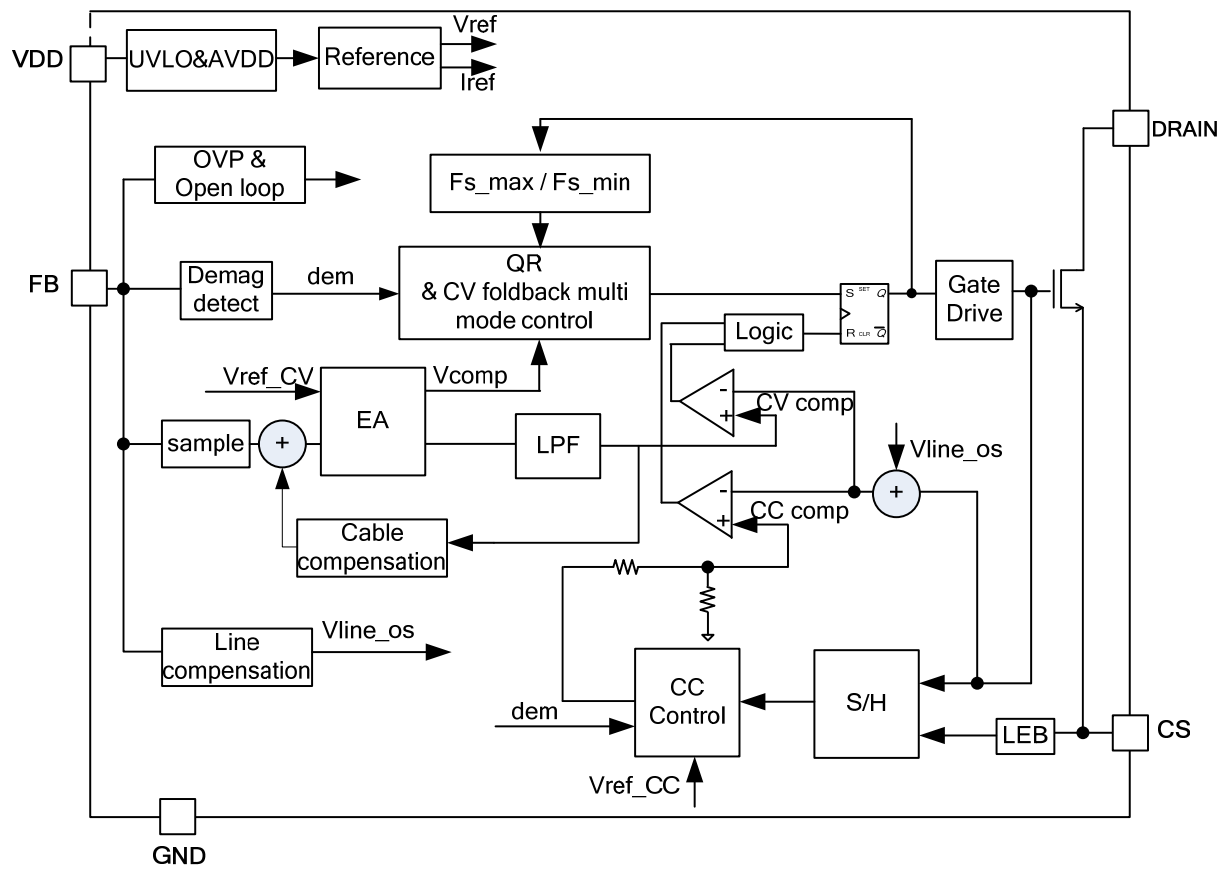 Vref
VDD
UVLO&AVDD
Reference
Iref
DRAIN
OVP &
Open loop
Fs_max / Fs_min
FB
Demag
detect
dem
QR
& CV foldback multi
mode control
S SET Q
R CLR Q
Gate
Drive
Logic
Vref_CV
Vcomp
EA
-
+
CV comp
sample
+
LPF
Vline_os
+
-
+
CC comp
Cable
compensation
Line
compensation
Vline_os
CC
Control
S/H
dem
LEB
CS
Vref_CC
GND